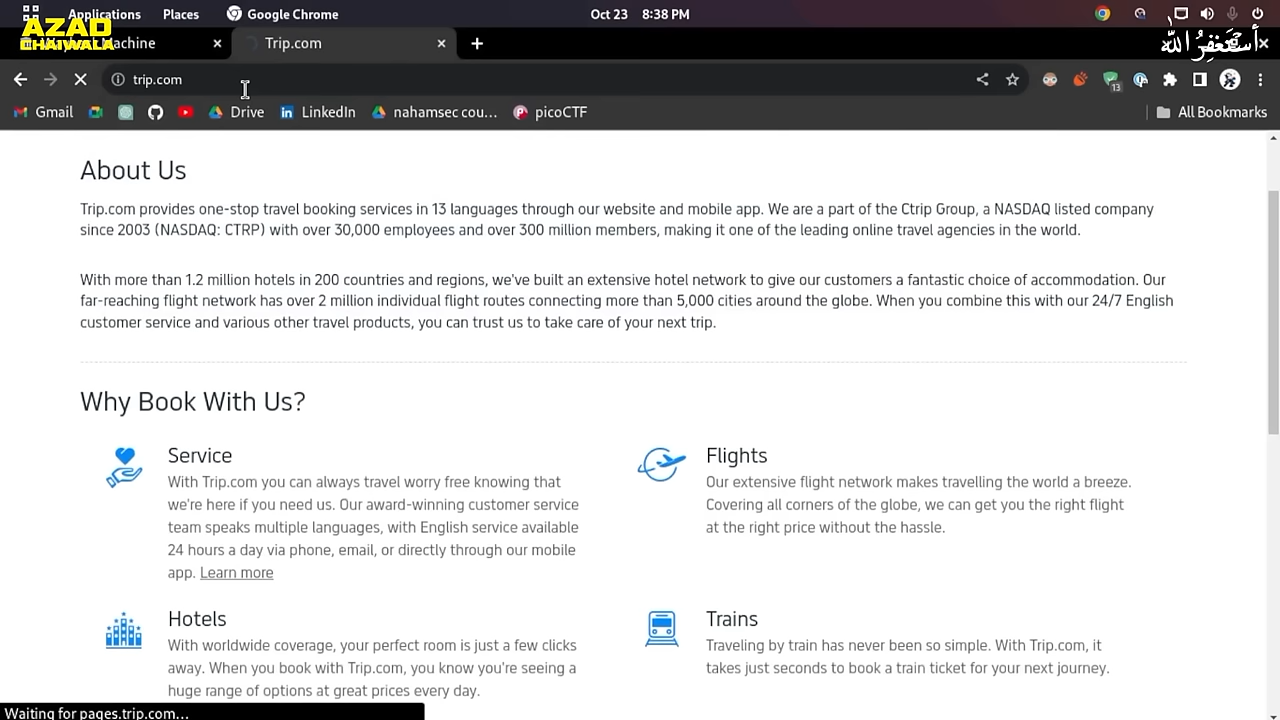 Applications Places Google Chrome Oct 23 8:38 PM
AZAD
CHAIWALA
Machine Trip.com
أستغفر الله
trip.com
13
Gmail Drive LinkedIn nahamsec cou... picoCTF All Bookmarks
About Us
Trip.com provides one-stop travel booking services in 13 languages through our website and mobile app. We are a part of the Ctrip Group, a NASDAQ listed company
since 2003 (NASDAQ: CTRP) with over 30,000 employees and over 300 million members, making it one of the leading online travel agencies in the world.
With more than 1.2 million hotels in 200 countries and regions, we've built an extensive hotel network to give our customers a fantastic choice of accommodation. Our
far-reaching flight network has over 2 million individual flight routes connecting more than 5,000 cities around the globe. When you combine this with our 24/7 English
customer service and various other travel products, you can trust us to take care of your next trip.
Why Book With Us?
Service
With Trip.com you can always travel worry free knowing that
we're here if you need us. Our award-winning customer service
team speaks multiple languages, with English service available
24 hours a day via phone, email, or directly through our mobile
app. Learn more
Flights
Our extensive flight network makes travelling the world a breeze.
Covering all corners of the globe, we can get you the right flight
at the right price without the hassle.
Hotels
With worldwide coverage, your perfect room is just a few clicks
away. When you book with Trip.com, you know you're seeing a
huge range of options at great prices every day.
Trains
Traveling by train has never been so simple. With Trip.com, it
takes just seconds to book a train ticket for your next journey.
Waiting for pages.trip.com...